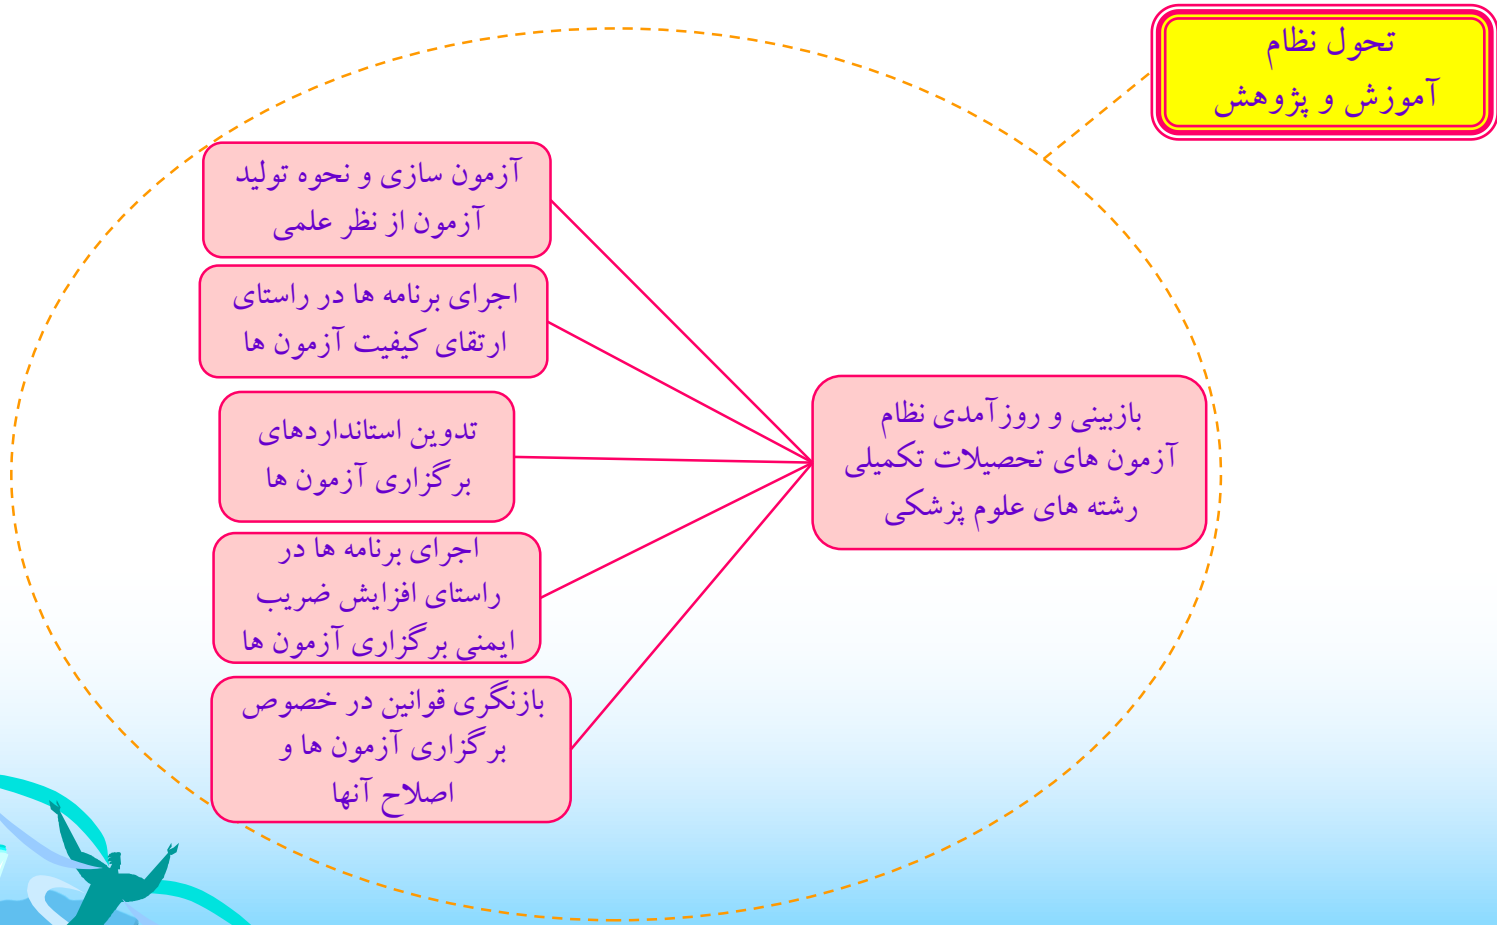 تحول نظام
آموزش و پژوهش
بازبینی و روزآمدی نظام
آزمون های تحصیلات تکمیلی
رشته های علوم پزشکی
آزمون سازی و نحوه تولید
آزمون از نظر علمی
اجرای برنامه ها در راستای
ارتقای کیفیت آزمون ها
تدوین استانداردهای
برگزاری آزمون ها
اجرای برنامه ها در
راستای افزایش ضریب
ایمنی برگزاری آزمون ها
بازنگری قوانین در خصوص
برگزاری آزمون ها و
اصلاح آنها